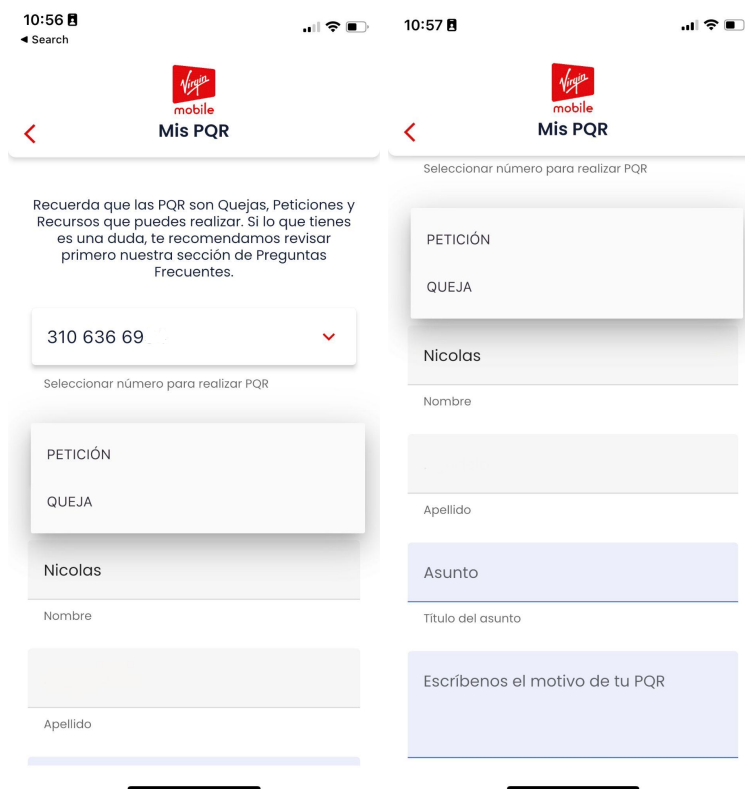 10:56
◀ Search
Virgin
mobile
Mis PQR
Recuerda que las PQR son Quejas, Peticiones y
Recursos que puedes realizar. Si lo que tienes
es una duda, te recomendamos revisar
primero nuestra sección de Preguntas
Frecuentes.
310 636 69
Seleccionar número para realizar PQR
PETICIÓN
QUEJA
Nicolas
Nombre
Apellido
10:57
Virgin
mobile
Mis PQR
Seleccionar número para realizar PQR
PETICIÓN
QUEJA
Nicolas
Nombre
Apellido
Asunto
Título del asunto
Escríbenos el motivo de tu PQR